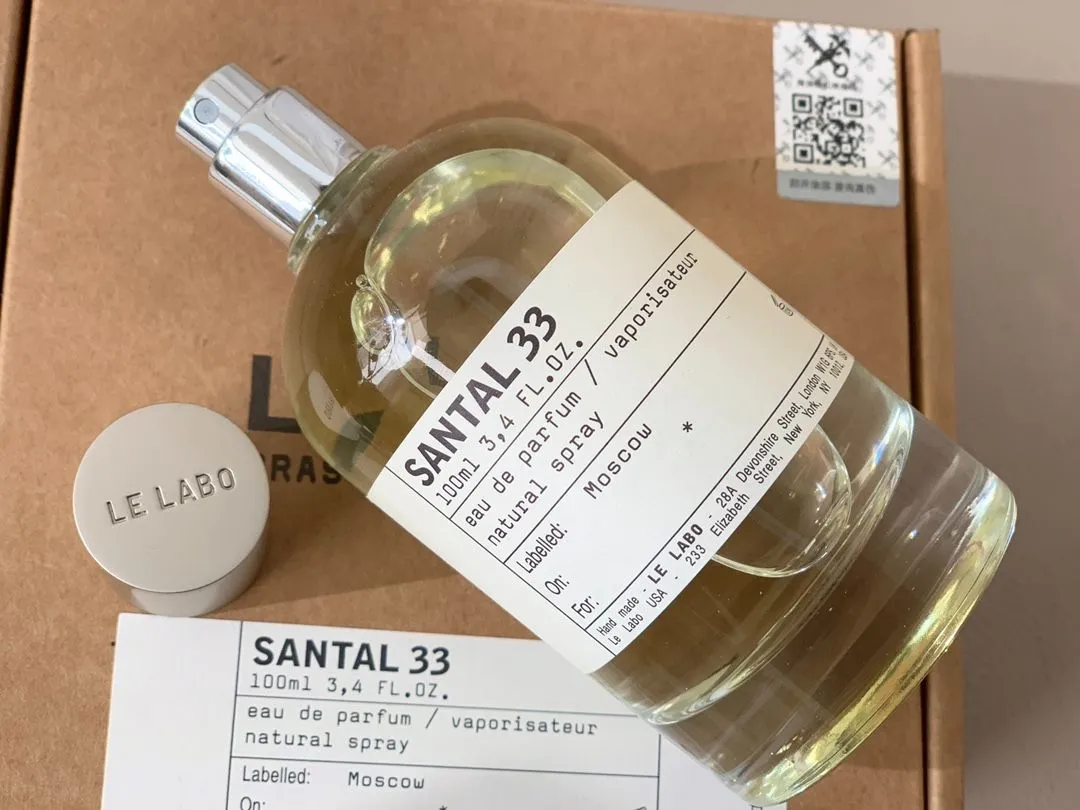 LE LABO
SANTAL 33
100ml 3,4 FL.OZ.
eau de parfum / vaporisateur
natural spray
Labelled: Moscow
On: *
For:
Hand made - LE LABO - 28A Devonshire Street, London W1G
Le Labo USA - 233 Elizabeth Street, New York, NY 10012
SANTAL 33
100ml 3,4 FL.OZ.
eau de parfum / vaporisateur
natural spray
Labelled: Moscow
On: *